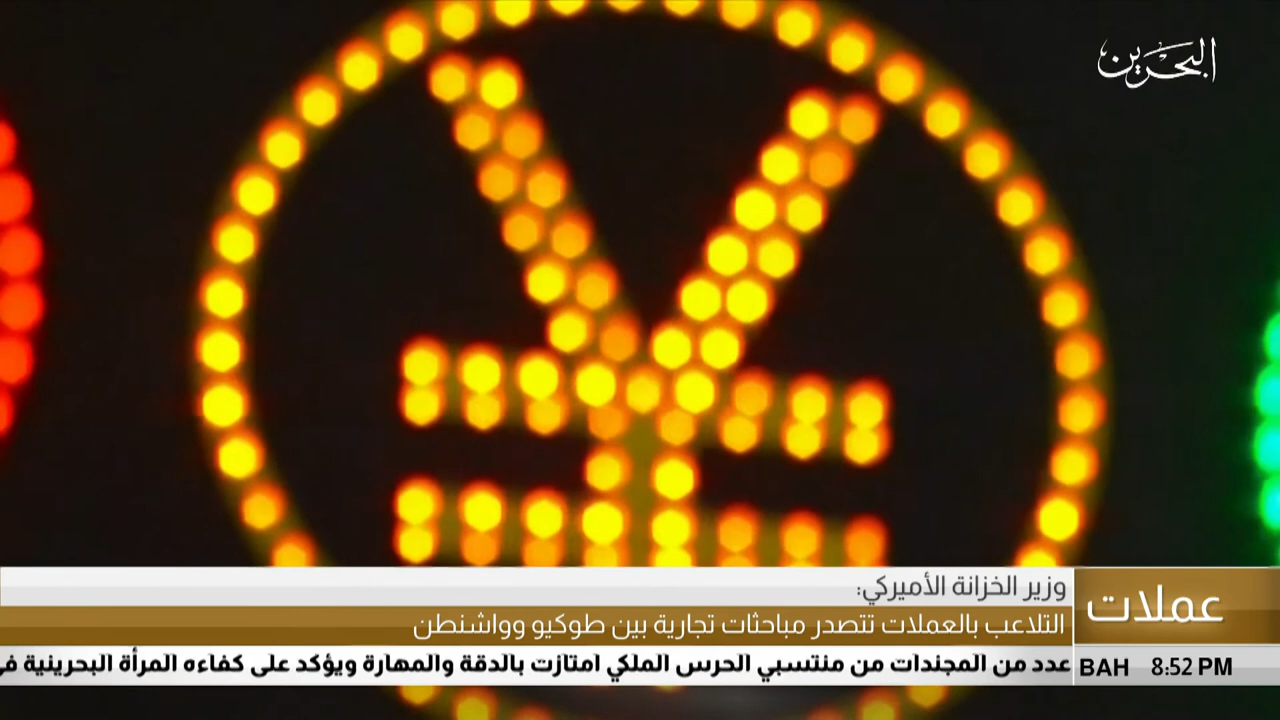 البحرين
¥
وزير الخزانة الأميركي:
عملات
التلاعب بالعملات تتصدر مباحثات تجارية بين طوكيو وواشنطن
عدد من المجندات من منتسبي الحرس الملكي امتازت بالدقة والمهارة ويؤكد على كفاءه المرأة البحرينية في
BAH 8:52 PM